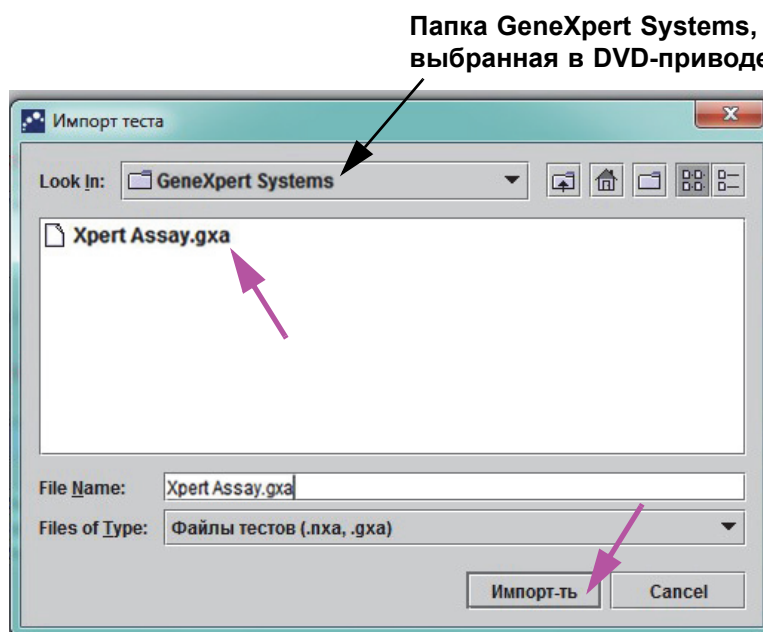 Папка GeneXpert Systems,
выбранная в DVD-приводе
Импорт теста
Look In: GeneXpert Systems
Xpert Assay.gxa
File Name: Xpert Assay.gxa
Files of Type: Файлы тестов (.nxa, .gxa)
Импорт-ть Cancel